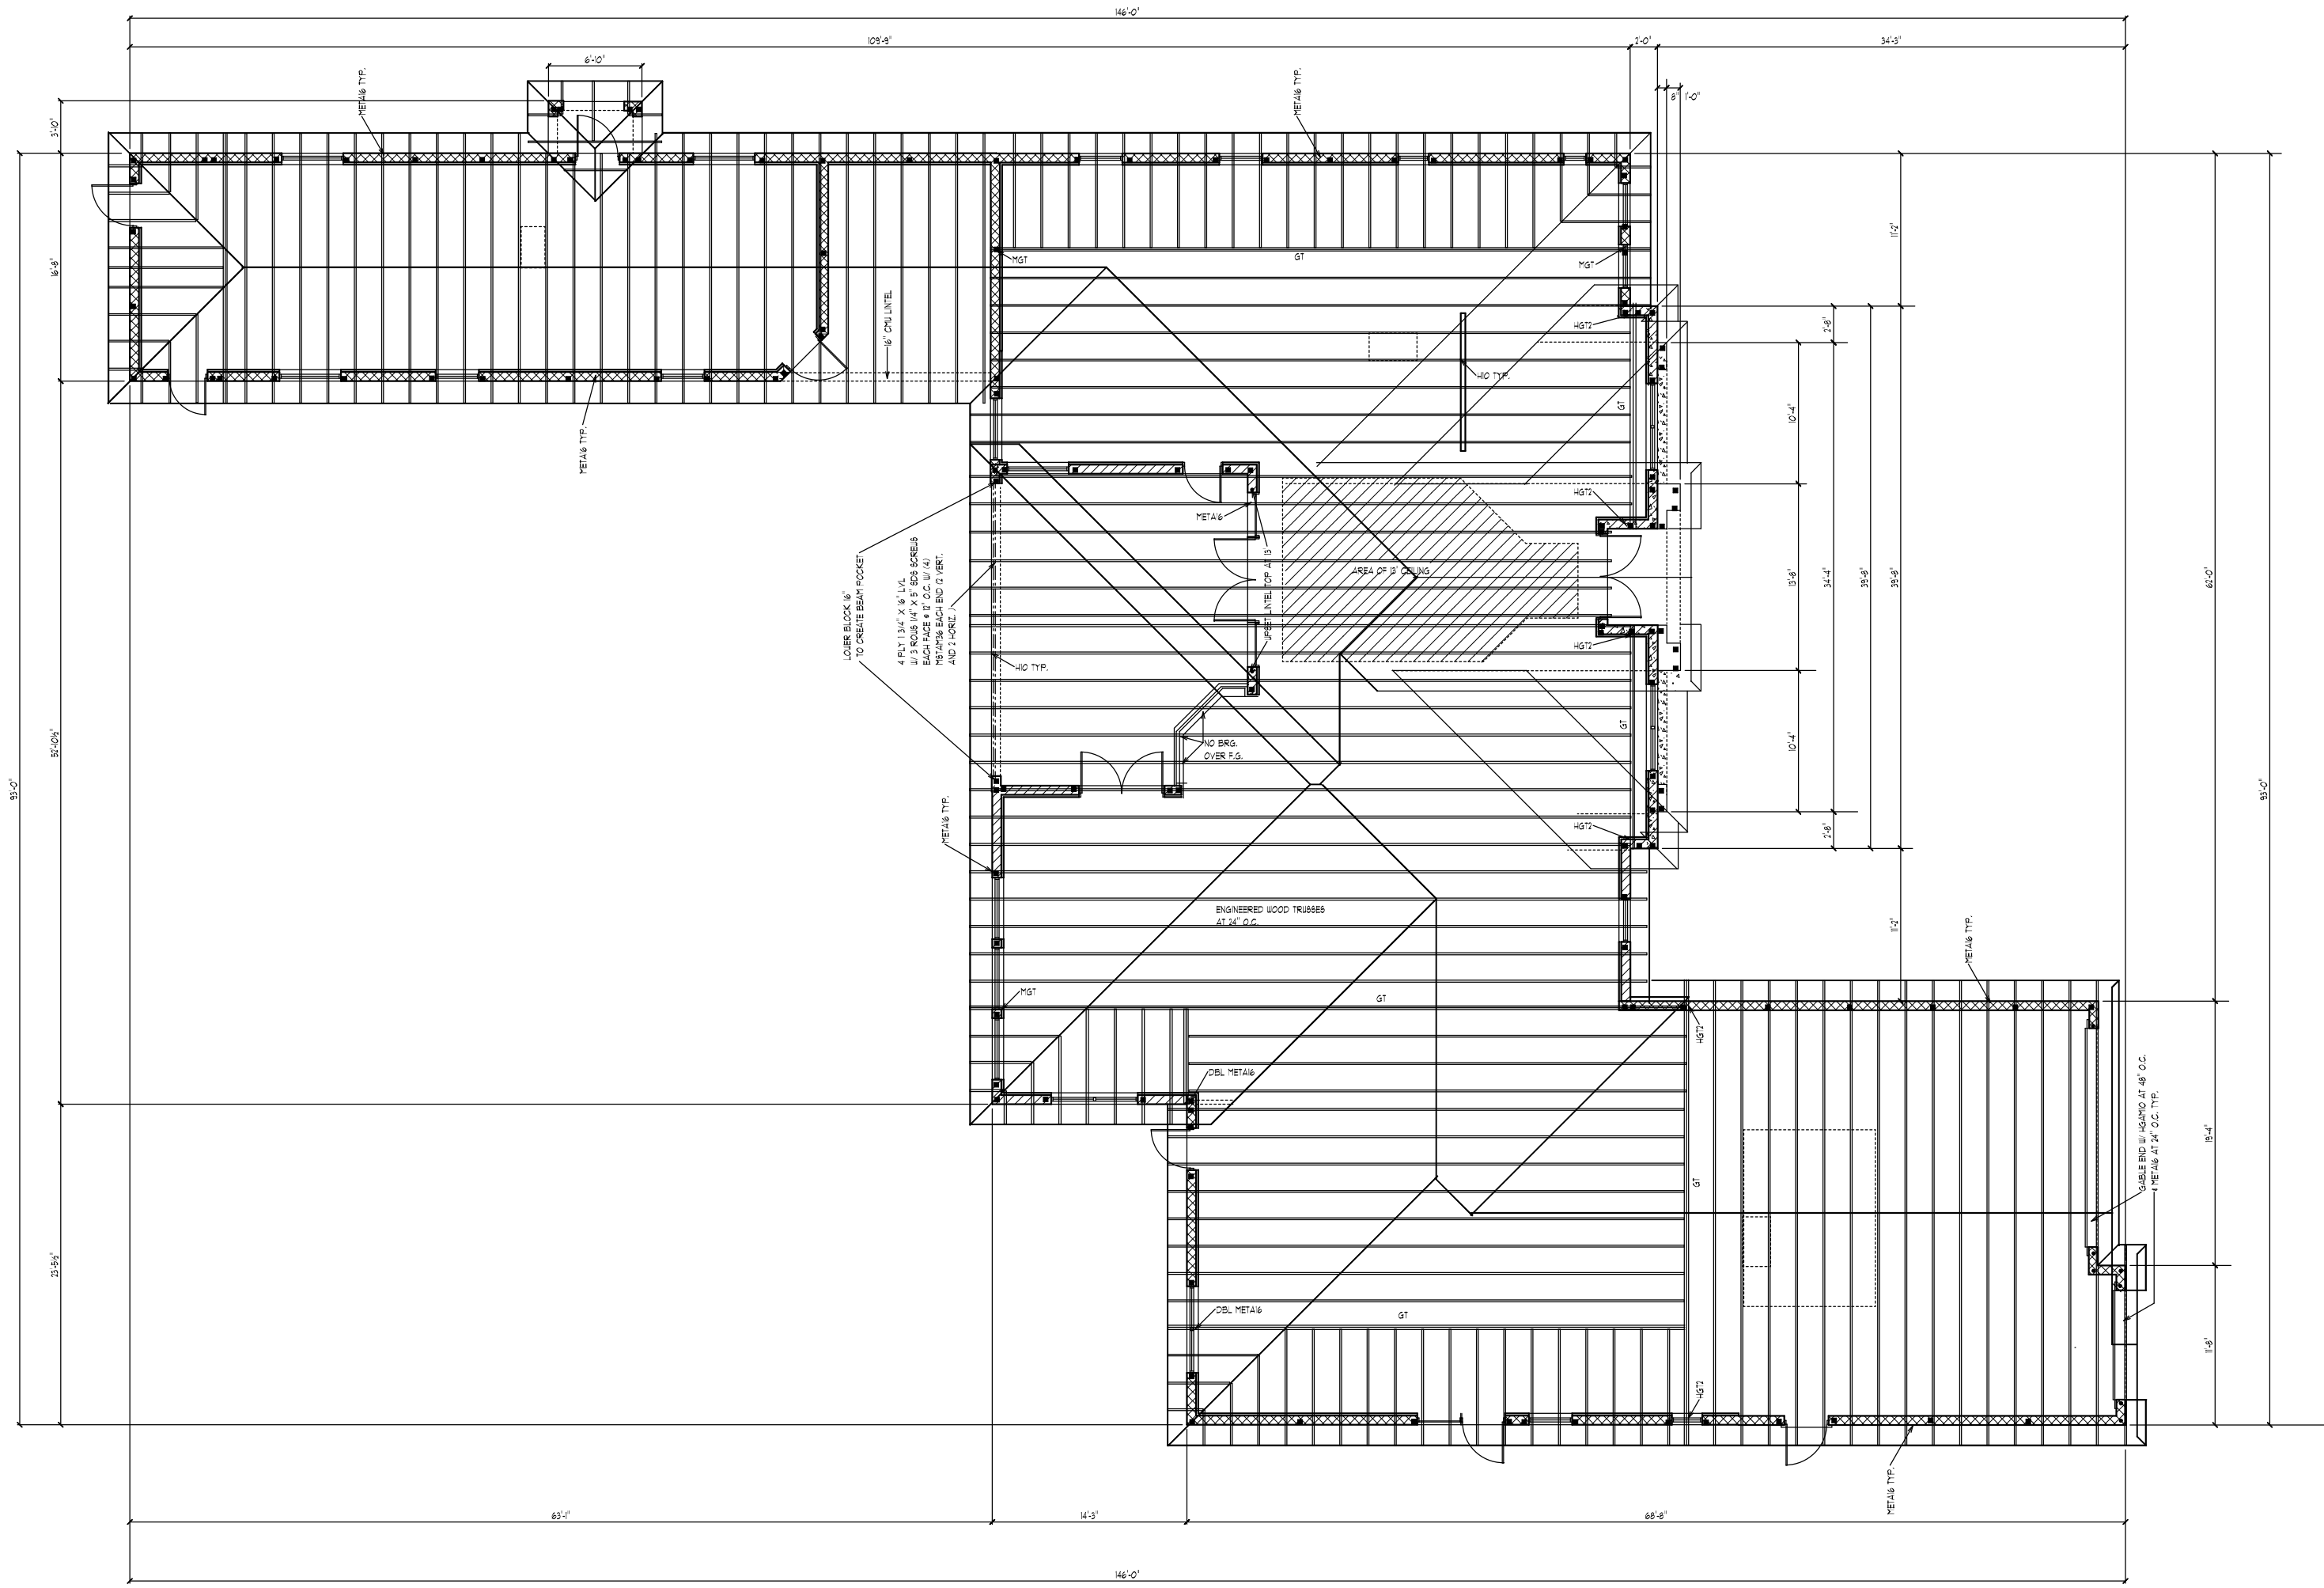 146'-0"
109'-9"
2'-0"
34'-3"
6'-10"
8"
1'-0"
META16 TYP.
META16 TYP.
3'-10"
16'-8"
11'-2"
MGT
GT
MGT
16" CMU LINTEL
HGT2
2'-8"
H10 TYP.
GT
10'-4"
META16 TYP.
HGT2
META16
LOWER BLOCK 16"
TO CREATE BEAM POCKET
4 PLY 1 3/4" X 16" LVL
W/ 3 ROWS 1/4" X 5" SDS SCREWS
EACH FACE @ 12" O.C. W/ (4)
MSTAM36 EACH END (2 VERT.
AND 2 HORIZ.)
UPSET LINTEL TOP AT 13'
AREA OF 13' CEILING
13'-8"
34'-4"
39'-8"
39'-8"
62'-0"
H10 TYP.
HGT2
NO BRG.
OVER F.G.
GT
10'-4"
52'-10½"
93'-0"
93'-0"
META16 TYP.
HGT2
2'-8"
ENGINEERED WOOD TRUSSES
AT 24" O.C.
11'-2"
META16 TYP.
MGT
GT
HGT2
DBL META16
GABLE END W/ HGAM10 AT 48" O.C.
& META16 AT 24" O.C. TYP.
19'-4"
GT
23'-5½"
DBL META16
GT
11'-8"
HGT2
META16 TYP.
63'-1"
14'-3"
68'-8"
146'-0"